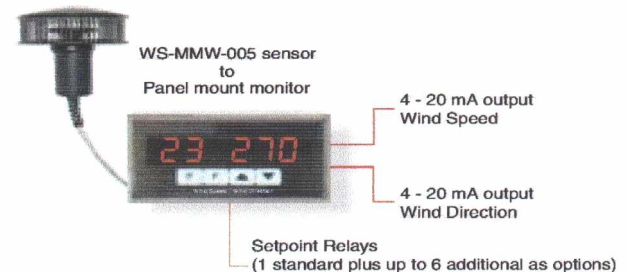 WS-MMW-005 sensor
to
Panel mount monitor
4 - 20 mA output
Wind Speed
23 270
4 - 20 mA output
Wind Direction
Setpoint Relays
(1 standard plus up to 6 additional as options)